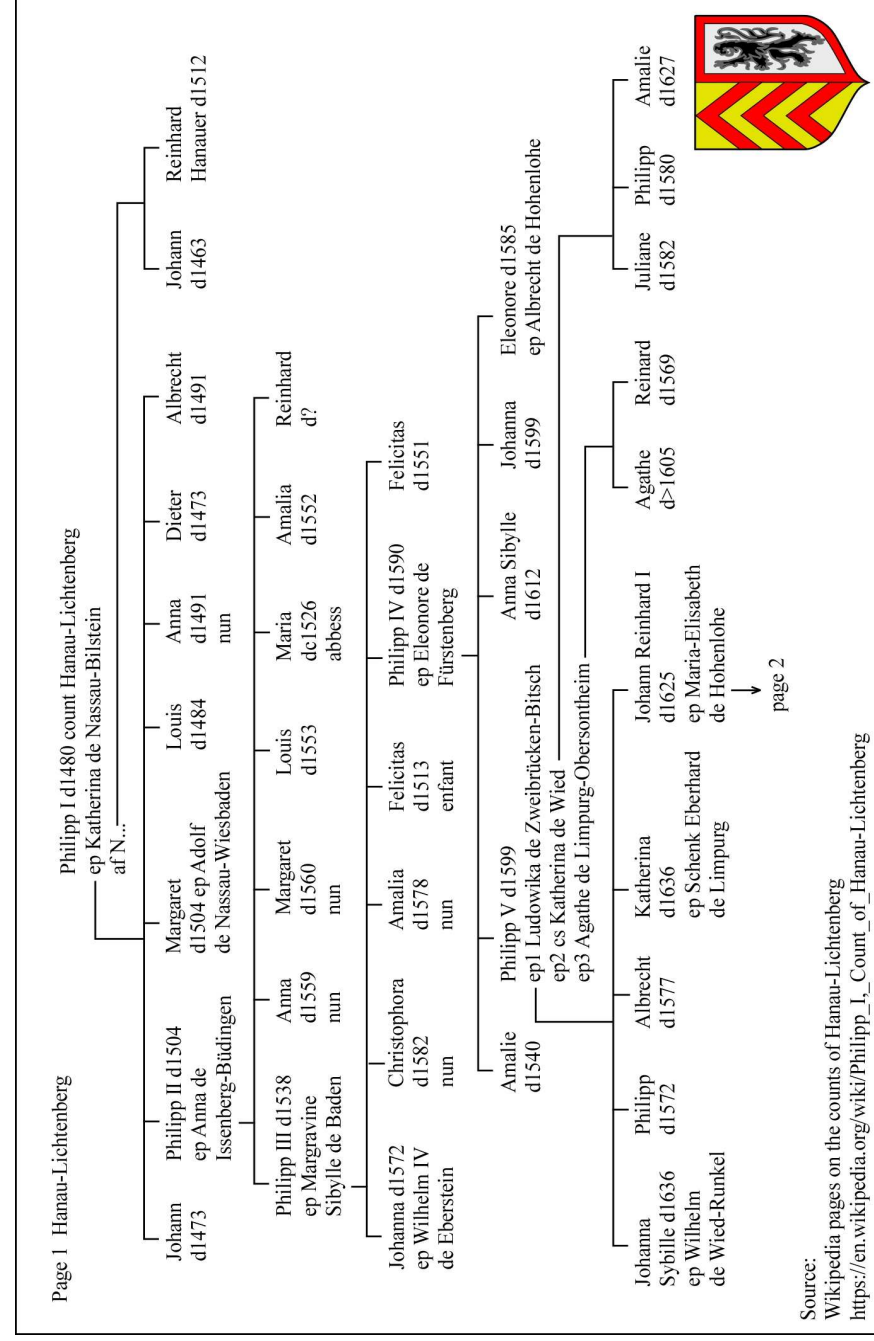 Page 1  Hanau-Lichtenberg
Philipp I d1480 count Hanau-Lichtenberg
ep Katherina de Nassau-Bilstein
af N...
Johann
d1473
Philipp II d1504
ep Anna de
Issenberg-Büdingen
Margaret
d1504 ep Adolf
de Nassau-Wiesbaden
Louis
d1484
Anna
d1491
nun
Dieter
d1473
Albrecht
d1491
Johann
d1463
Reinhard
Hanauer d1512
Philipp III d1538
ep Margravine
Sibylle de Baden
Anna
d1559
nun
Margaret
d1560
nun
Louis
d1553
Maria
dc1526
abbess
Amalia
d1552
Reinhard
d?
Johanna d1572
ep Wilhelm IV
de Eberstein
Christophora
d1582
nun
Amalia
d1578
nun
Felicitas
d1513
enfant
Philipp IV d1590
ep Eleonore de
Fürstenberg
Felicitas
d1551
Amalie
d1540
Philipp V d1599
ep1 Ludowika de Zweibrücken-Bitsch
ep2 cs Katherina de Wied
ep3 Agathe de Limpurg-Obersontheim
Anna Sibylle
d1612
Johanna
d1599
Eleonore d1585
ep Albrecht de Hohenlohe
Johanna
Sybille d1636
ep Wilhelm
de Wied-Runkel
Philipp
d1572
Albrecht
d1577
Katherina
d1636
ep Schenk Eberhard
de Limpurg
Johann Reinhard I
d1625
ep Maria-Elisabeth
de Hohenlohe
page 2
Agathe
d>1605
Reinard
d1569
Juliane
d1582
Philipp
d1580
Amalie
d1627
Source:
Wikipedia pages on the counts of Hanau-Lichtenberg
https://en.wikipedia.org/wiki/Philipp_I,_Count_of_Hanau-Lichtenberg